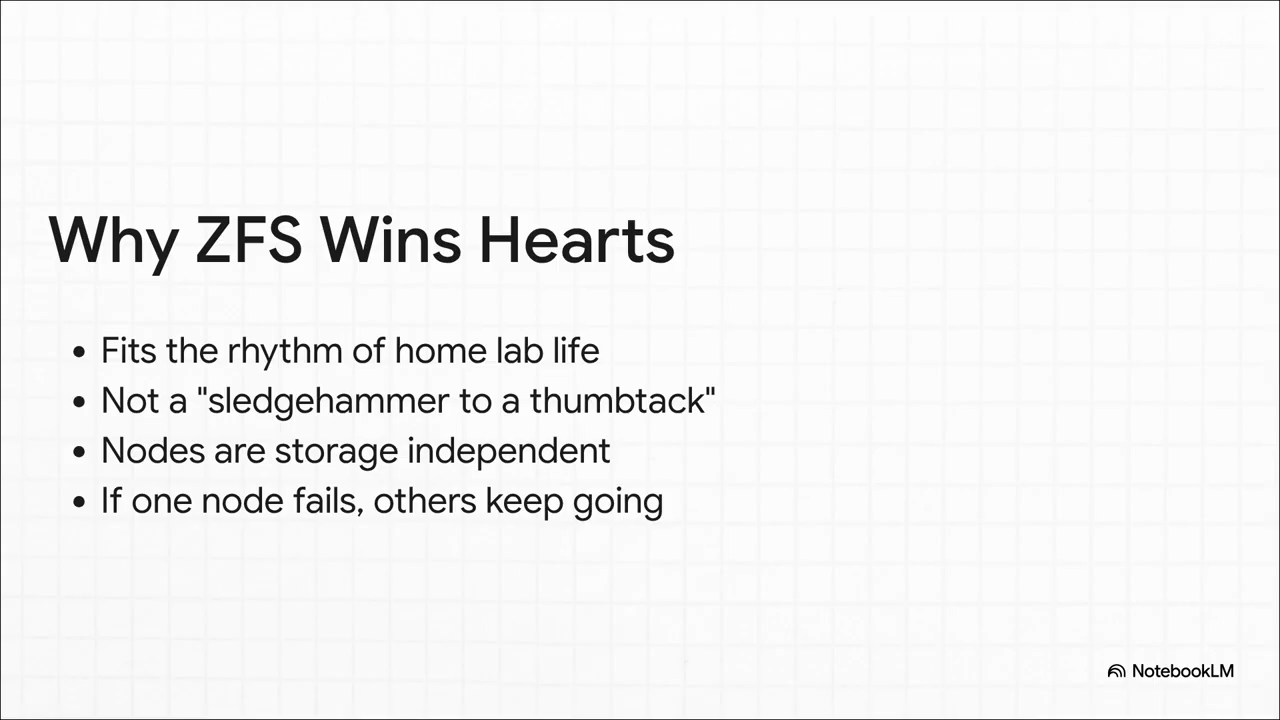 Why ZFS Wins Hearts
• Fits the rhythm of home lab life
• Not a "sledgehammer to a thumbtack"
• Nodes are storage independent
• If one node fails, others keep going
NotebookLM